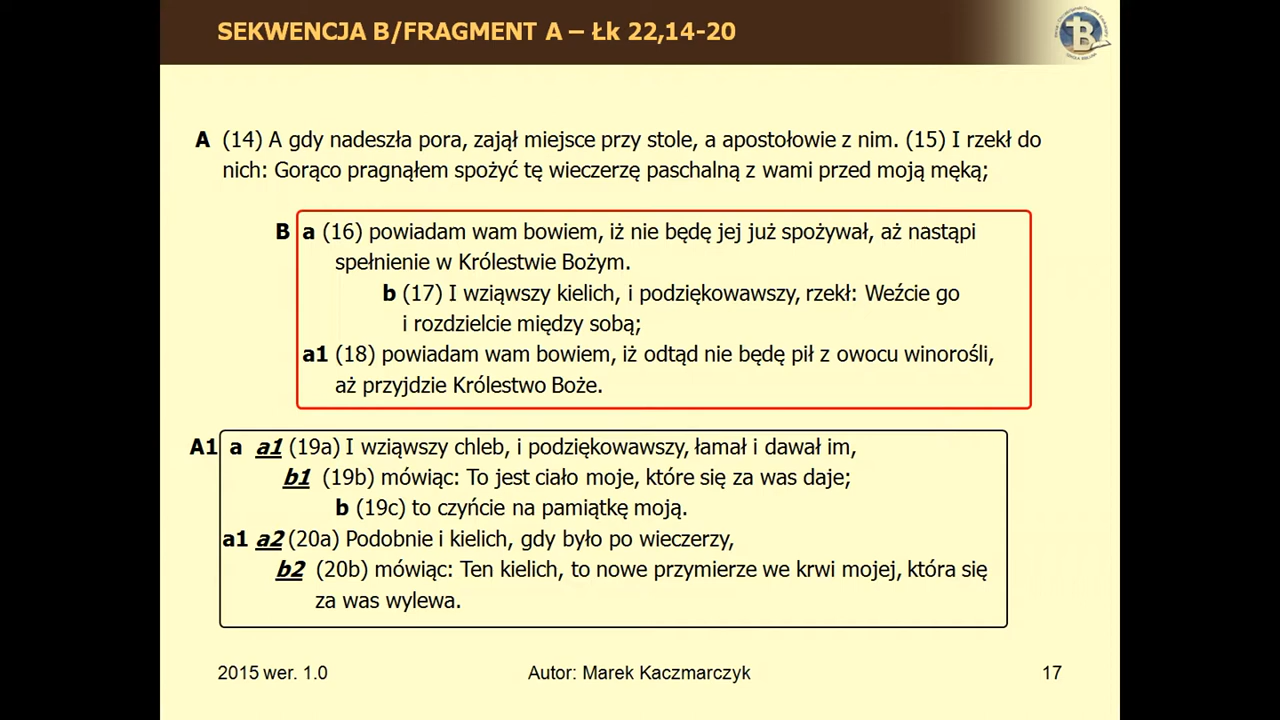 SEKWENCJA B/FRAGMENT A – Łk 22,14-20
A (14) A gdy nadeszła pora, zajął miejsce przy stole, a apostołowie z nim. (15) I rzekł do
nich: Gorąco pragnąłem spożyć tę wieczerzę paschalną z wami przed moją męką;
B a (16) powiadam wam bowiem, iż nie będę jej już spożywał, aż nastąpi
spełnienie w Królestwie Bożym.
b (17) I wziąwszy kielich, i podziękowawszy, rzekł: Weźcie go
i rozdzielcie między sobą;
a1 (18) powiadam wam bowiem, iż odtąd nie będę pił z owocu winorośli,
aż przyjdzie Królestwo Boże.
A1 a a1 (19a) I wziąwszy chleb, i podziękowawszy, łamał i dawał im,
b1 (19b) mówiąc: To jest ciało moje, które się za was daje;
b (19c) to czyńcie na pamiątkę moją.
a1 a2 (20a) Podobnie i kielich, gdy było po wieczerzy,
b2 (20b) mówiąc: Ten kielich, to nowe przymierze we krwi mojej, która się
za was wylewa.
2015 wer. 1.0
Autor: Marek Kaczmarczyk
17